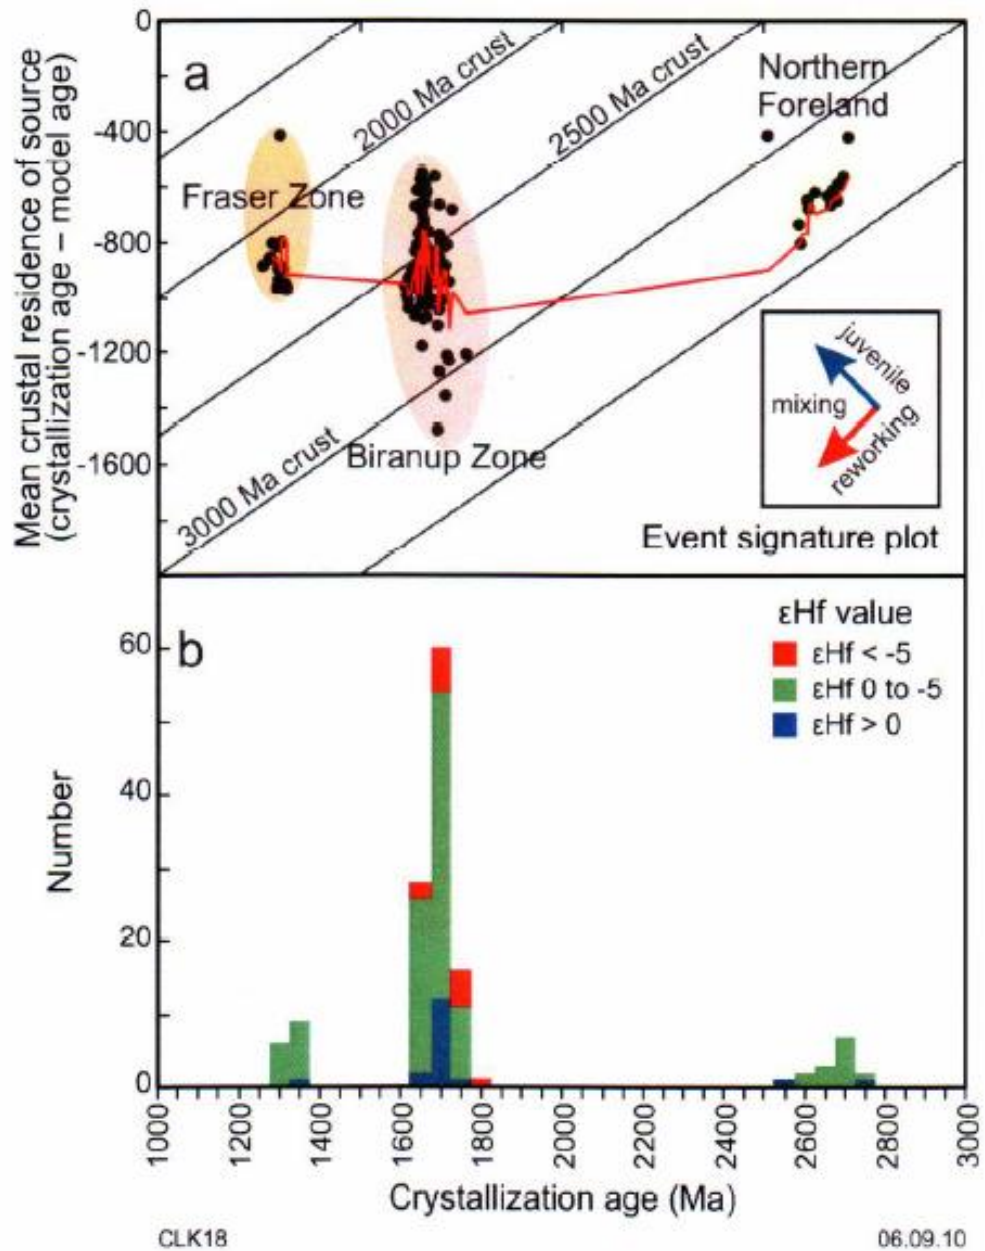 0
-400
-800
-1200
-1600
Mean crustal residence of source
(crystallization age – model age)
a
2000 Ma crust
2500 Ma crust
3000 Ma crust
Northern
Foreland
Fraser Zone
Biranup Zone
juvenile
mixing
reworking
Event signature plot
b
60
40
20
0
Number
εHf value
εHf < -5
εHf 0 to -5
εHf > 0
1000
1200
1400
1600
1800
2000
2200
2400
2600
2800
3000
Crystallization age (Ma)
CLK18
06.09.10